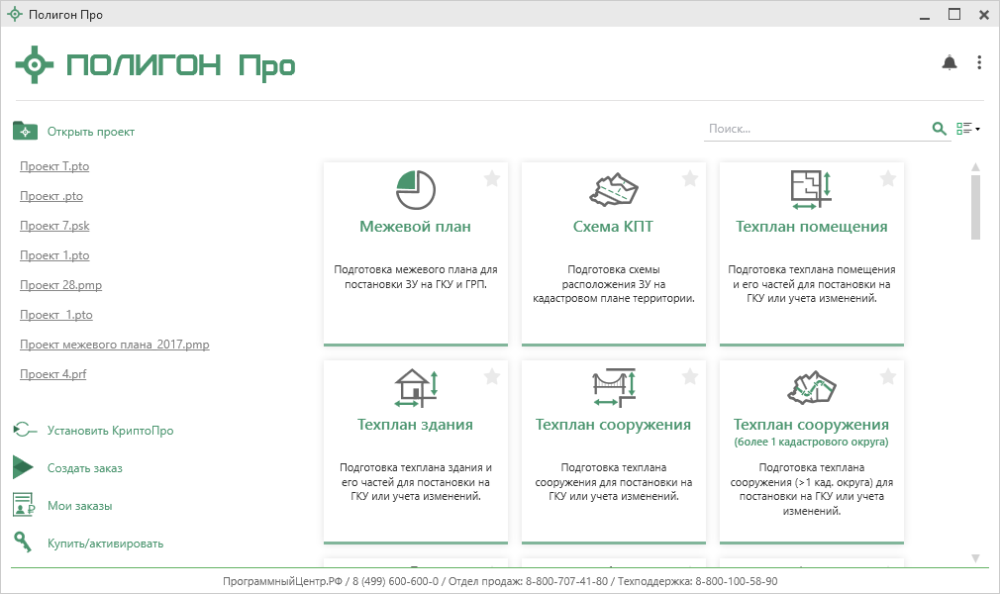 Полигон Про
ПОЛИГОН Про
Открыть проект
Поиск...
Проект Т.pto
Проект .pto
Проект 7.psk
Проект 1.pto
Проект 28.pmp
Проект  1.pto
Проект межевого плана_2017.pmp
Проект 4.prf
Установить КриптоПро
Создать заказ
Мои заказы
Купить/активировать
Межевой план
Подготовка межевого плана для
постановки ЗУ на ГКУ и ГРП.
Схема КПТ
Подготовка схемы
расположения ЗУ на
кадастровом плане территории.
Техплан помещения
Подготовка техплана помещения
и его частей для постановки на
ГКУ или учета изменений.
Техплан здания
Подготовка техплана здания и
его частей для постановки на
ГКУ или учета изменений.
Техплан сооружения
Подготовка техплана
сооружения для постановки на
ГКУ или учета изменений.
Техплан сооружения
(более 1 кадастрового округа)
Подготовка техплана
сооружения (>1 кад. округа) для
постановки на ГКУ или учета
изменений.
ПрограммныйЦентр.РФ / 8 (499) 600-600-0 / Отдел продаж: 8-800-707-41-80 / Техподдержка: 8-800-100-58-90